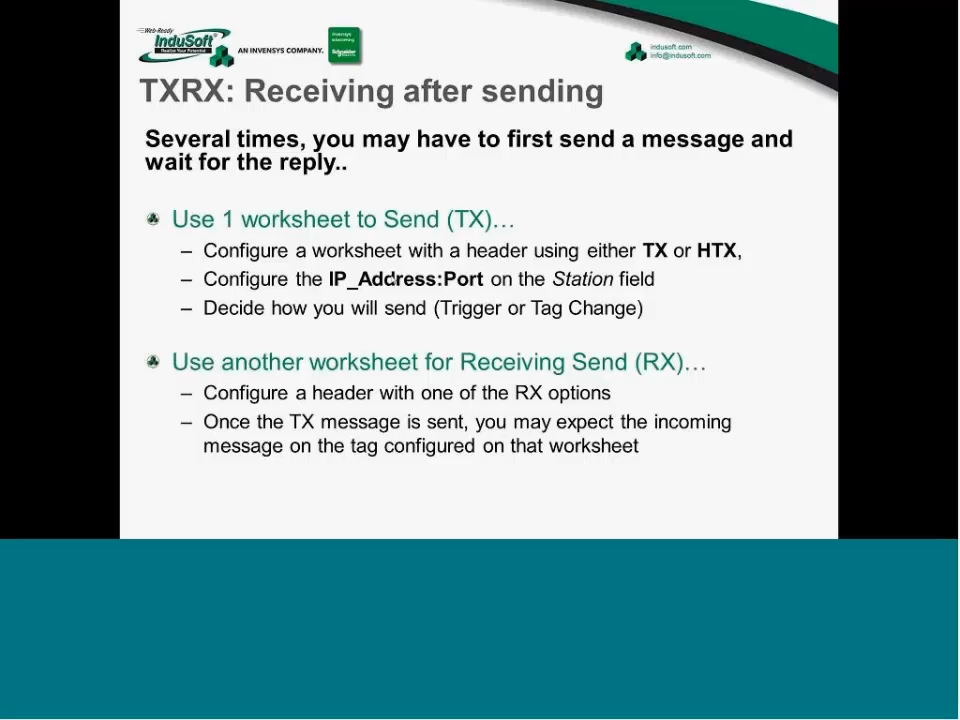 Web-Ready
InduSoft®
Realize Your Potential
AN INVENSYS COMPANY.
indusoft.com
info@indusoft.com
TXRX: Receiving after sending
Several times, you may have to first send a message and
wait for the reply..
Use 1 worksheet to Send (TX)…
– Configure a worksheet with a header using either TX or HTX,
– Configure the IP_Address:Port on the Station field
– Decide how you will send (Trigger or Tag Change)
Use another worksheet for Receiving Send (RX)…
– Configure a header with one of the RX options
– Once the TX message is sent, you may expect the incoming
message on the tag configured on that worksheet